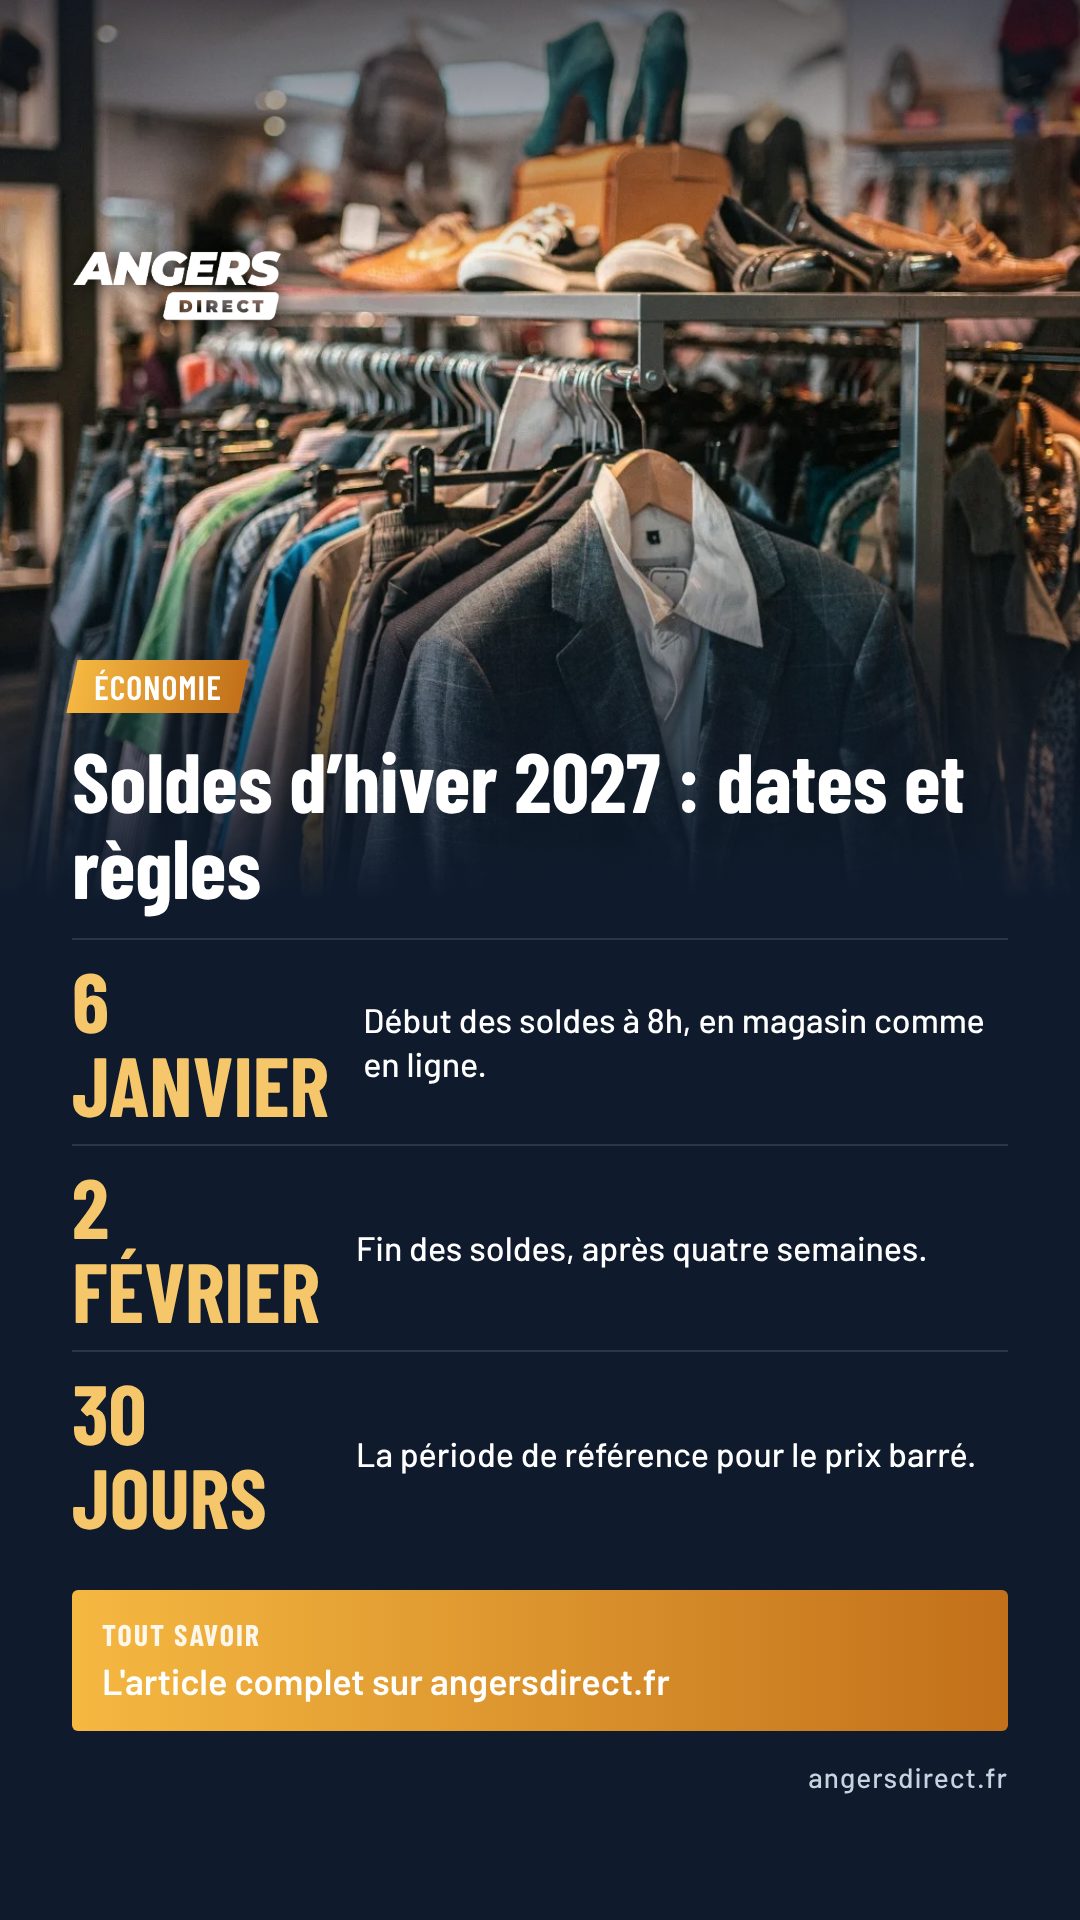 ANGERS
DIRECT
ÉCONOMIE
Soldes d’hiver 2027 : dates et
règles
6
JANVIER
Début des soldes à 8h, en magasin comme
en ligne.
2
FÉVRIER
Fin des soldes, après quatre semaines.
30
JOURS
La période de référence pour le prix barré.
TOUT SAVOIR
L'article complet sur angersdirect.fr
angersdirect.fr